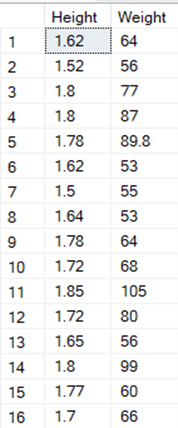 Height Weight
1 1.62 64
2 1.52 56
3 1.8 77
4 1.8 87
5 1.78 89.8
6 1.62 53
7 1.5 55
8 1.64 53
9 1.78 64
10 1.72 68
11 1.85 105
12 1.72 80
13 1.65 56
14 1.8 99
15 1.77 60
16 1.7 66